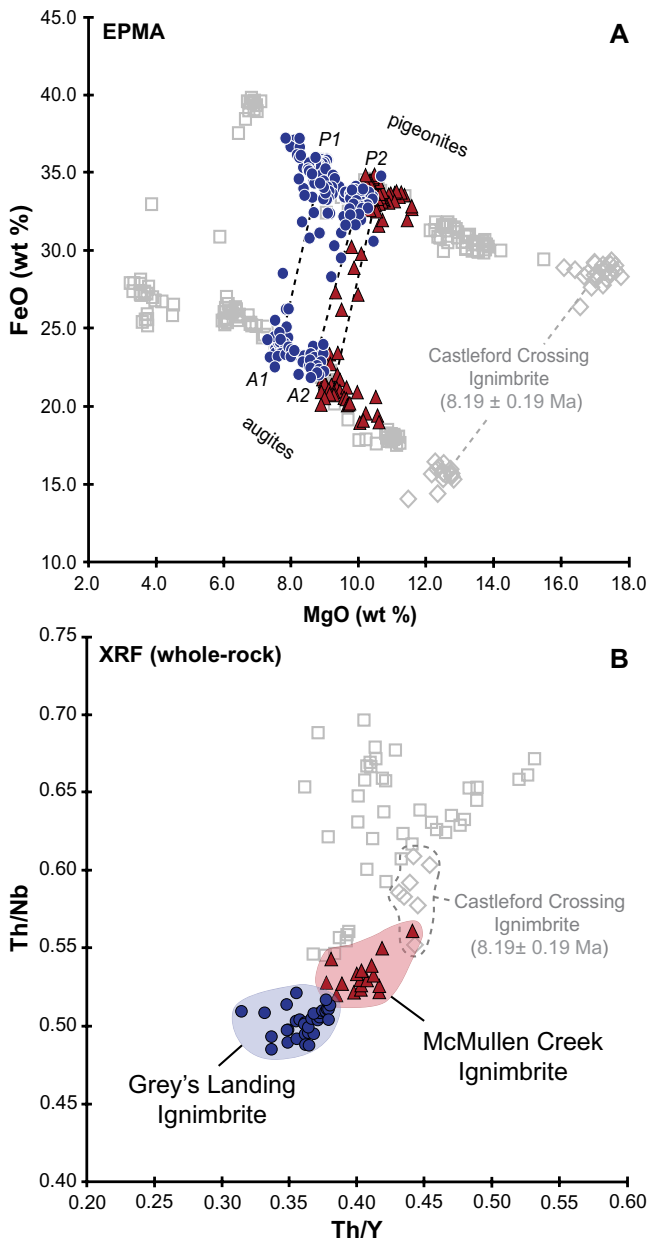 EPMA
A
45.0
40.0
35.0
30.0
25.0
20.0
15.0
10.0
FeO (wt %)
P1
P2
pigeonites
A1
A2
augites
Castleford Crossing
Ignimbrite
(8.19 ± 0.19 Ma)
2.0 4.0 6.0 8.0 10.0 12.0 14.0 16.0 18.0
MgO (wt %)
XRF (whole-rock)
B
0.75
0.70
0.65
0.60
0.55
0.50
0.45
0.40
Th/Nb
Castleford Crossing
Ignimbrite
(8.19± 0.19 Ma)
McMullen Creek
Ignimbrite
Grey's Landing
Ignimbrite
0.20 0.25 0.30 0.35 0.40 0.45 0.50 0.55 0.60
Th/Y